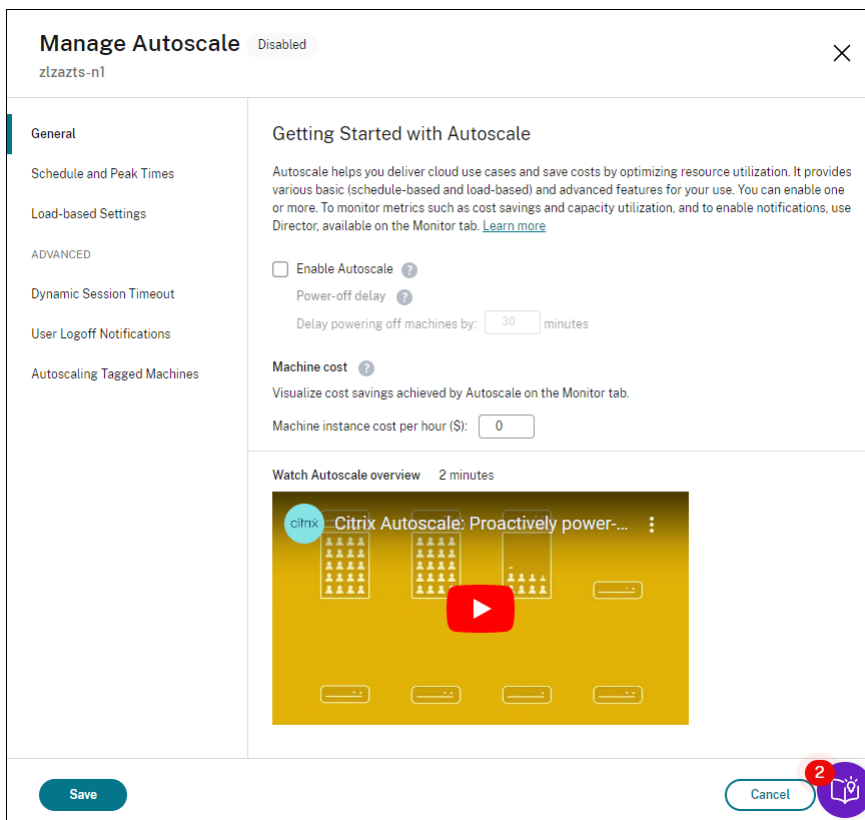 Manage Autoscale Disabled
zlzazts-n1
General
Schedule and Peak Times
Load-based Settings
ADVANCED
Dynamic Session Timeout
User Logoff Notifications
Autoscaling Tagged Machines
Getting Started with Autoscale
Autoscale helps you deliver cloud use cases and save costs by optimizing resource utilization. It provides
various basic (schedule-based and load-based) and advanced features for your use. You can enable one
or more. To monitor metrics such as cost savings and capacity utilization, and to enable notifications, use
Director, available on the Monitor tab. Learn more
Enable Autoscale ?
Power-off delay ?
Delay powering off machines by: 30 minutes
Machine cost ?
Visualize cost savings achieved by Autoscale on the Monitor tab.
Machine instance cost per hour ($): 0
Watch Autoscale overview 2 minutes
citrix Citrix Autoscale: Proactively power-...
Save
Cancel
2